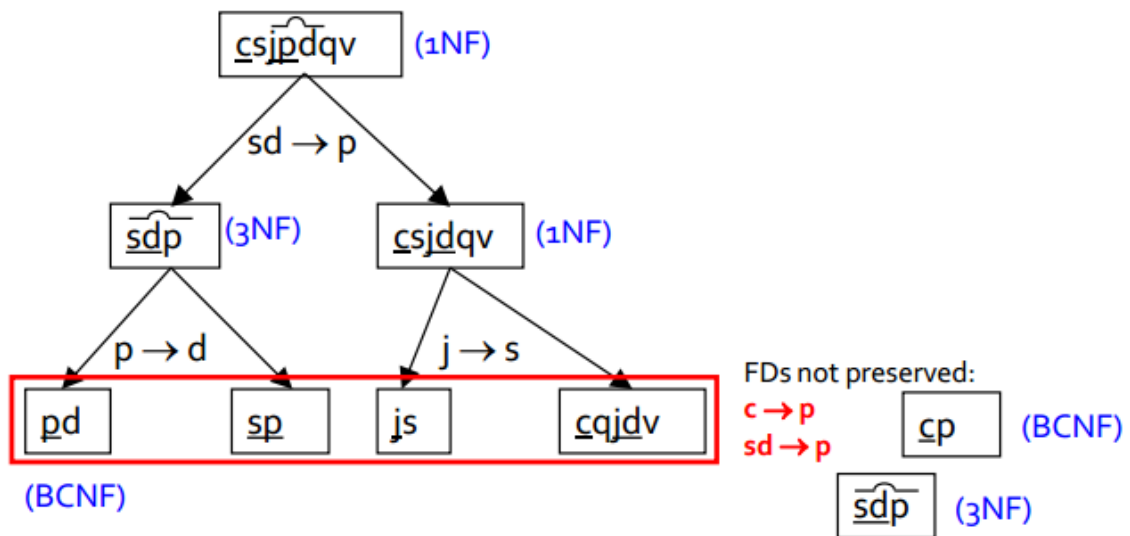 csjpdqv (1NF)
sd → p
sdp (3NF) csjdqv (1NF)
p → d j → s
pd sp js cqjdv
(BCNF)
FDs not preserved:
c → p
sd → p
cp (BCNF)
sdp (3NF)